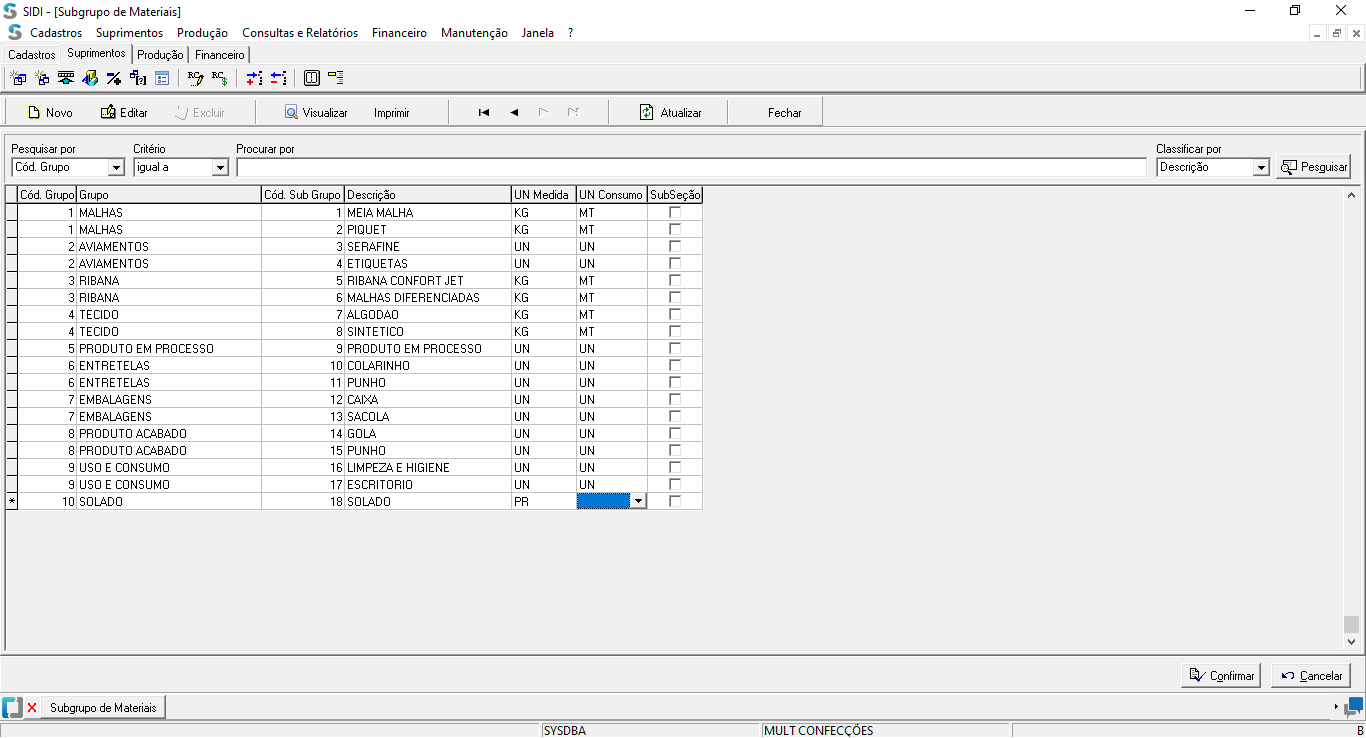 SIDI - [Subgrupo de Materiais]
Cadastros Suprimentos Produção Consultas e Relatórios Financeiro Manutenção Janela ?
Cadastros Suprimentos Produção Financeiro
Novo Editar Excluir Visualizar Imprimir Atualizar Fechar
Pesquisar por Critério Procurar por Classificar por
Cód. Grupo igual a Descrição Pesquisar
Cód. Grupo Grupo Cód. Sub Grupo Descrição UN Medida UN Consumo SubSeção
1 MALHAS 1 MEIA MALHA KG MT
1 MALHAS 2 PIQUET KG MT
2 AVIAMENTOS 3 SERAFINE UN UN
2 AVIAMENTOS 4 ETIQUETAS UN UN
3 RIBANA 5 RIBANA CONFORT JET KG MT
3 RIBANA 6 MALHAS DIFERENCIADAS KG MT
4 TECIDO 7 ALGODAO KG MT
4 TECIDO 8 SINTETICO KG MT
5 PRODUTO EM PROCESSO 9 PRODUTO EM PROCESSO UN UN
6 ENTRETELAS 10 COLARINHO UN UN
6 ENTRETELAS 11 PUNHO UN UN
7 EMBALAGENS 12 CAIXA UN UN
7 EMBALAGENS 13 SACOLA UN UN
8 PRODUTO ACABADO 14 GOLA UN UN
8 PRODUTO ACABADO 15 PUNHO UN UN
9 USO E CONSUMO 16 LIMPEZA E HIGIENE UN UN
9 USO E CONSUMO 17 ESCRITORIO UN UN
* 10 SOLADO 18 SOLADO PR
Confirmar Cancelar
Subgrupo de Materiais
SYSDBA MULT CONFECÇÕES B